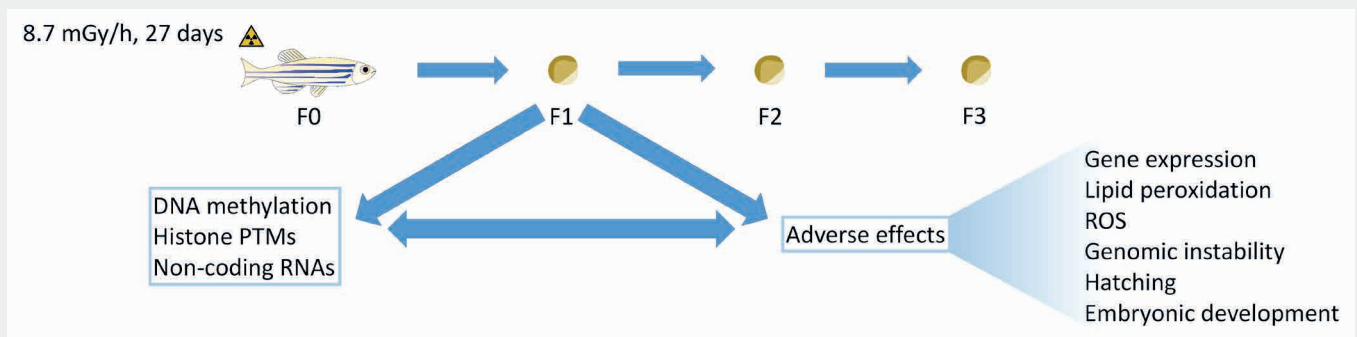 8.7 mGy/h, 27 days
F0
F1
F2
F3
DNA methylation
Histone PTMs
Non-coding RNAs
Adverse effects
Gene expression
Lipid peroxidation
ROS
Genomic instability
Hatching
Embryonic development